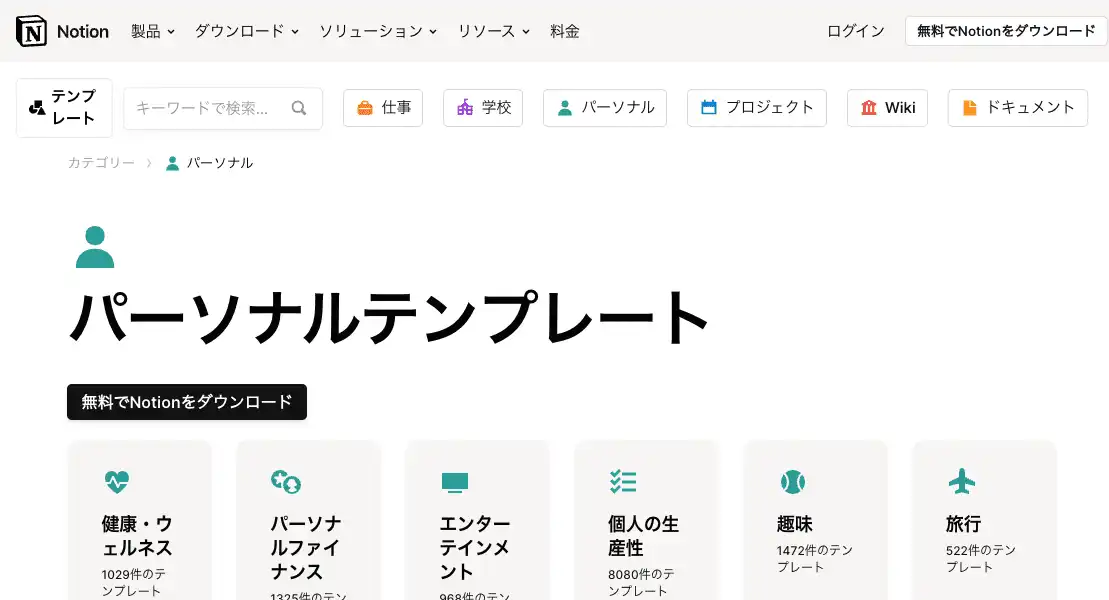 Notion 製品 ダウンロード ソリューション リソース 料金 ログイン 無料でNotionをダウンロード
テンプ
レート
キーワードで検索... 仕事 学校 パーソナル プロジェクト Wiki ドキュメント
カテゴリー パーソナル
パーソナルテンプレート
無料でNotionをダウンロード
健康・ウ
ェルネス
1029件のテ
ンプレート
パーソナ
ルファイ
ナンス
1325件のテン
エンター
テインメ
ント
968件のテン
個人の生
産性
8080件のテ
ンプレート
趣味
1472件のテン
プレート
旅行
522件のテン
プレート